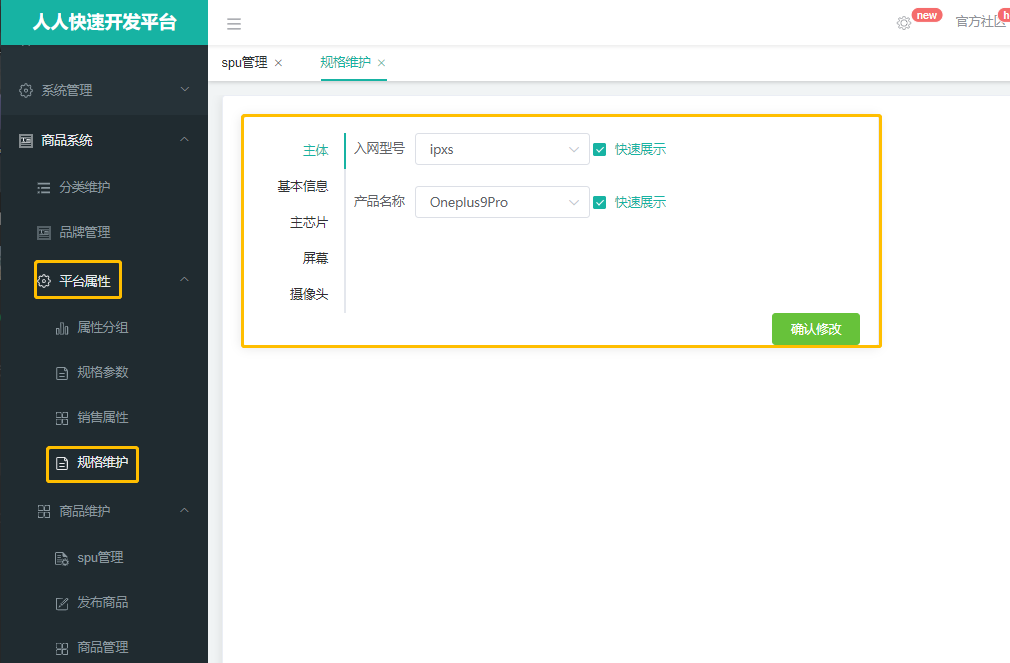 人人快速开发平台
new
官方社区
h
系统管理
商品系统
分类维护
品牌管理
平台属性
属性分组
规格参数
销售属性
规格维护
商品维护
spu管理
发布商品
商品管理
spu管理 ×
规格维护 ×
主体
基本信息
主芯片
屏幕
摄像头
入网型号 ipxs 快速展示
产品名称 Oneplus9Pro 快速展示
确认修改